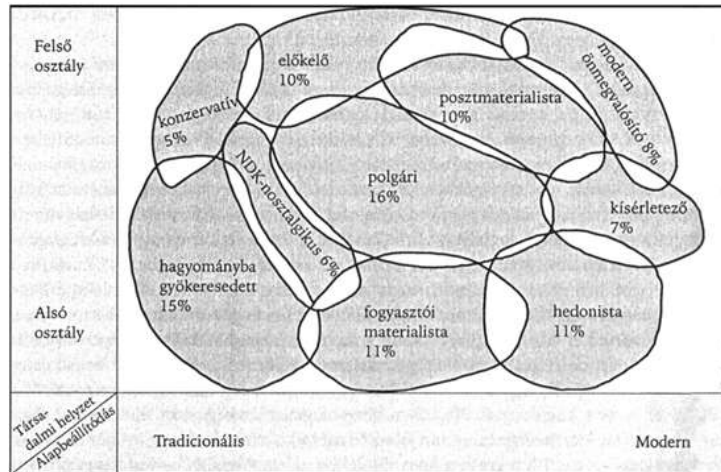 Felső
osztály
előkelő
10%
modern
önmegvalósító 8%
konzervatív
5%
posztmaterialista
10%
NDK-nosztalgikus 6%
polgári
16%
kísérletező
7%
hagyományba
gyökeresedett
15%
Alsó
osztály
fogyasztói
materialista
11%
hedonista
11%
Társa-
dalmi helyzet
Alapbeállítódás
Tradicionális
Modern